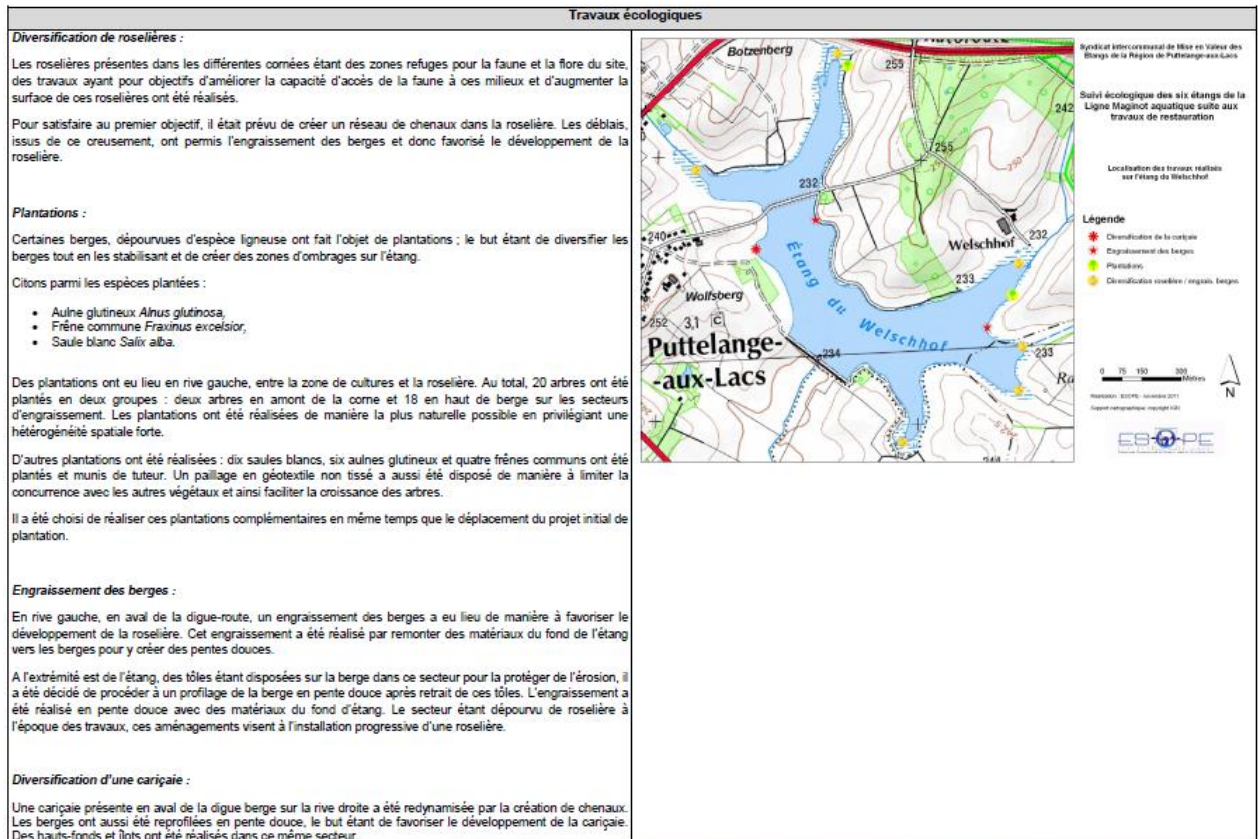 Travaux écologiques
Diversification de roselières :
Les roselières présentes dans les différentes cornées étant des zones refuges pour la faune et la flore du site,
des travaux ayant pour objectifs d'améliorer la capacité d'accès de la faune à ces milieux et d'augmenter la
surface de ces roselières ont été réalisés.
Pour satisfaire au premier objectif, il était prévu de créer un réseau de chenaux dans la roselière. Les déblais,
issus de ce creusement, ont permis l'engraissement des berges et donc favorisé le développement de la
roselière.
Plantations :
Certaines berges, dépourvues d'espèce ligneuse ont fait l'objet de plantations ; le but étant de diversifier les
berges tout en les stabilisant et de créer des zones d'ombrages sur l'étang.
Citons parmi les espèces plantées :
• Aulne glutineux Alnus glutinosa,
• Frêne commune Fraxinus excelsior,
• Saule blanc Salix alba.
Des plantations ont eu lieu en rive gauche, entre la zone de cultures et la roselière. Au total, 20 arbres ont été
plantés en deux groupes : deux arbres en amont de la corne et 18 en haut de berge sur les secteurs
d'engraissement. Les plantations ont été réalisées de manière la plus naturelle possible en privilégiant une
hétérogénéité spatiale forte.
D'autres plantations ont été réalisées : dix saules blancs, six aulnes glutineux et quatre frênes communs ont été
plantés et munis de tuteur. Un paillage en géotextile non tissé a aussi été disposé de manière à limiter la
concurrence avec les autres végétaux et ainsi faciliter la croissance des arbres.
Il a été choisi de réaliser ces plantations complémentaires en même temps que le déplacement du projet initial de
plantation.
Engraissement des berges :
En rive gauche, en aval de la digue-route, un engraissement des berges a eu lieu de manière à favoriser le
développement de la roselière. Cet engraissement a été réalisé par remonter des matériaux du fond de l'étang
vers les berges pour y créer des pentes douces.
A l'extrémité est de l'étang, des tôles étant disposées sur la berge dans ce secteur pour la protéger de l'érosion, il
a été décidé de procéder à un profilage de la berge en pente douce après retrait de ces tôles. L'engraissement a
été réalisé en pente douce avec des matériaux du fond d'étang. Le secteur étant dépourvu de roselière à
l'époque des travaux, ces aménagements visent à l'installation progressive d'une roselière.
Diversification d'une cariçaie :
Une cariçaie présente en aval de la digue berge sur la rive droite a été redynamisée par la création de chenaux.
Les berges ont aussi été reprofilées en pente douce, le but étant de favoriser le développement de la cariçaie.
Des hauts-fonds et îlots ont été réalisés dans ce même secteur.
Botzenberg
255
242
255
250
232
240
Welschhof
232
233
Étang du Welschhof
Wolfsberg
252
3,1 C
Puttelange-
-aux-Lacs
234
233
Ra
Syndicat intercommunal de Mise en Valeur des
Etangs de la Région de Puttelange-aux-Lacs
Suivi écologique des six étangs de la
Ligne Maginot aquatique suite aux
travaux de restauration
Localisation des travaux réalisés
sur l'étang du Welschhof
Légende
Diversification de la cariçaie
Engraissement des berges
Plantations
Diversification roselière / engrais. berges
0 75 150 300
Mètres
N
Réalisation : ESOPE - novembre 2011
Support cartographique: copyright IGN
ESOPE